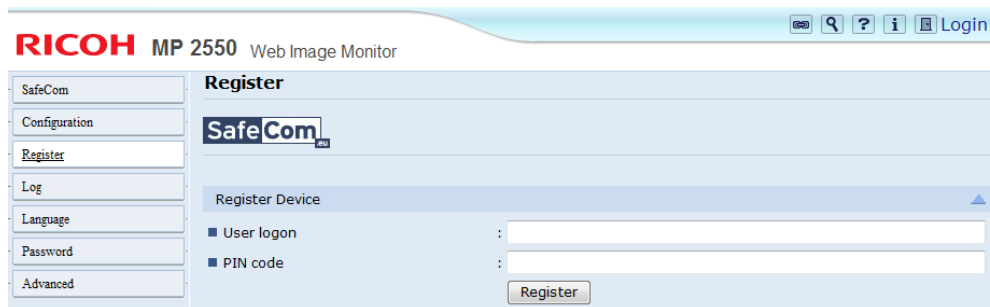 Login
RICOH MP 2550 Web Image Monitor
SafeCom
Configuration
Register
Log
Language
Password
Advanced
Register
SafeCom.eu
Register Device
User logon :
PIN code :
Register